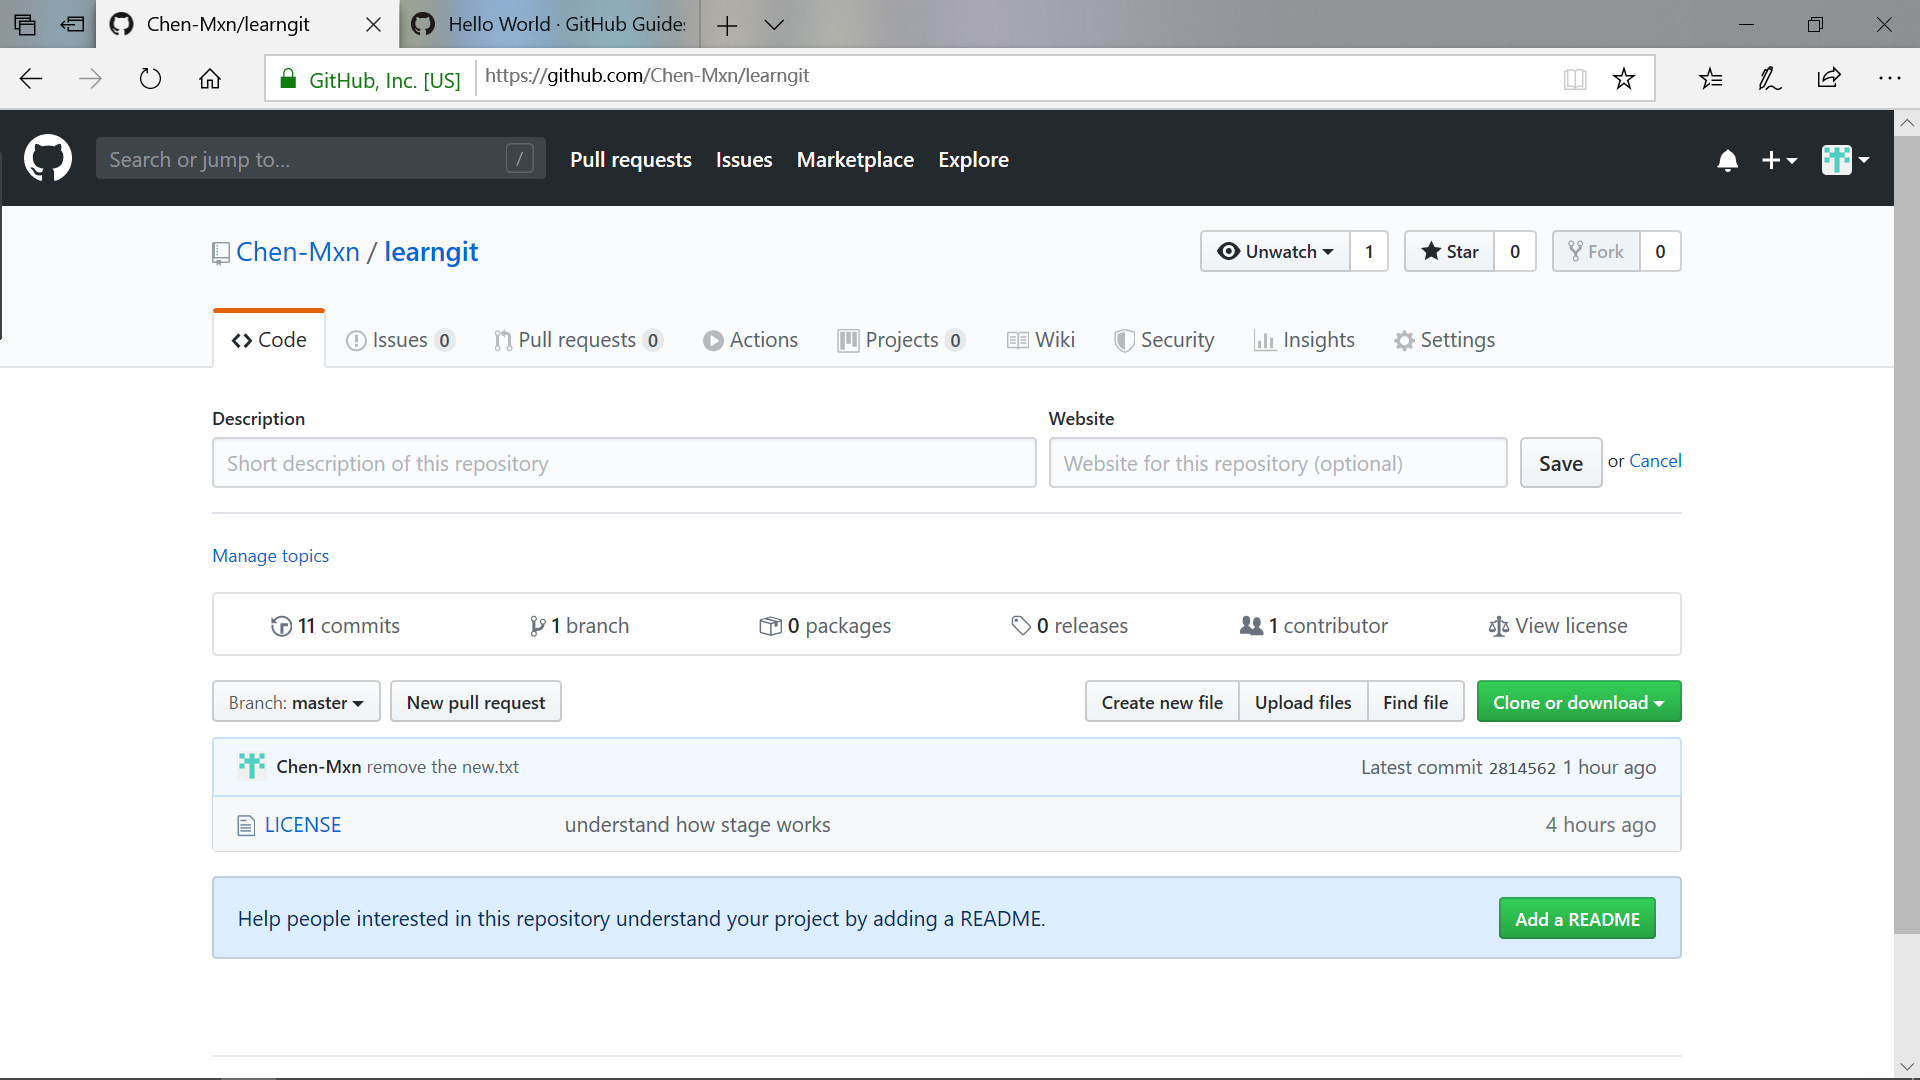 Chen-Mxn/learngit
Hello World · GitHub Guide
GitHub, Inc. [US] https://github.com/Chen-Mxn/learngit
Search or jump to... / Pull requests Issues Marketplace Explore
Chen-Mxn / learngit
Unwatch 1 Star 0 Fork 0
Code Issues 0 Pull requests 0 Actions Projects 0 Wiki Security Insights Settings
Description Website
Short description of this repository Website for this repository (optional) Save or Cancel
Manage topics
11 commits 1 branch 0 packages 0 releases 1 contributor View license
Branch: master New pull request Create new file Upload files Find file Clone or download
Chen-Mxn remove the new.txt Latest commit 2814562 1 hour ago
LICENSE understand how stage works 4 hours ago
Help people interested in this repository understand your project by adding a README. Add a README